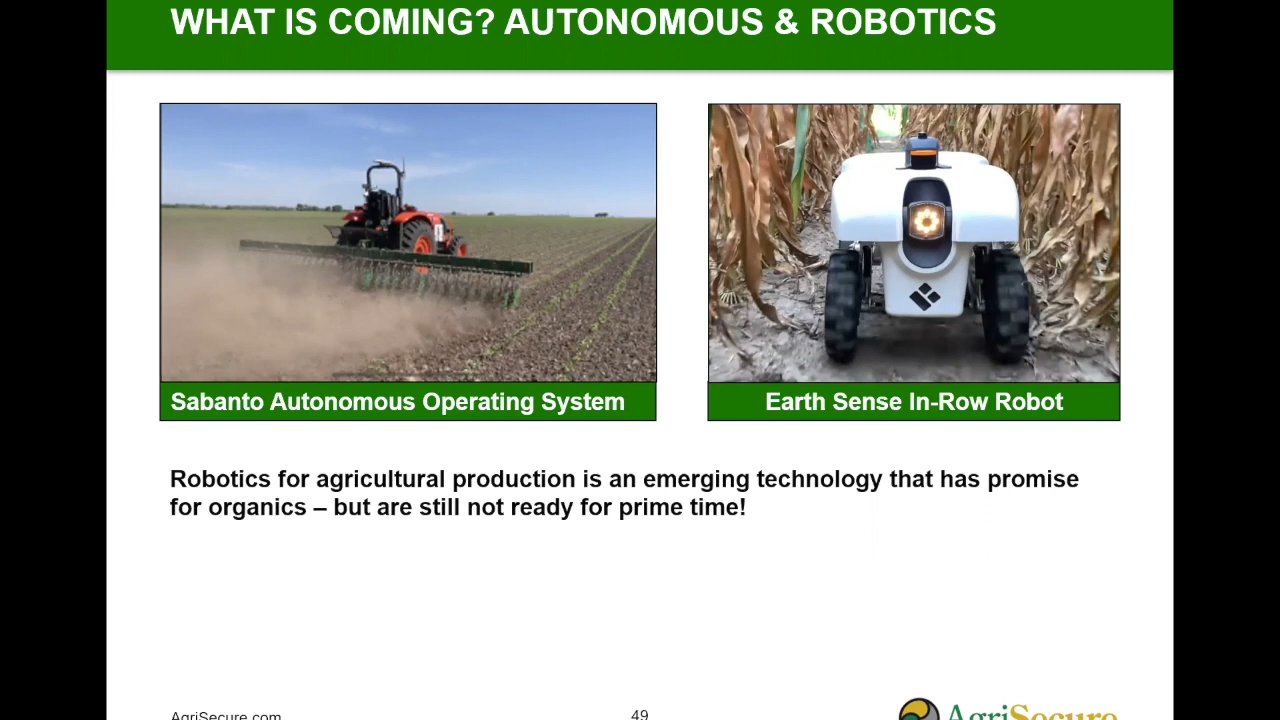 WHAT IS COMING? AUTONOMOUS & ROBOTICS
Sabanto Autonomous Operating System
Earth Sense In-Row Robot
Robotics for agricultural production is an emerging technology that has promise
for organics – but are still not ready for prime time!
AgriSecure.com
49
AgriSecure